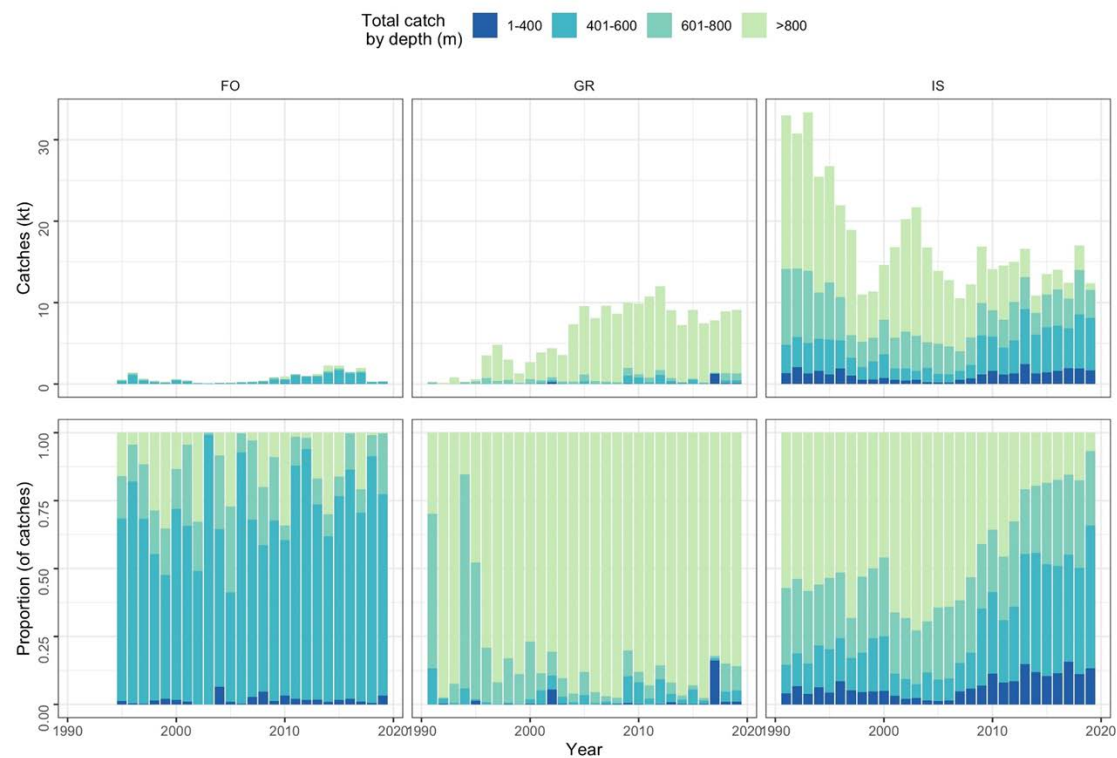 Total catch
by depth (m)
1-400 401-600 601-800 >800
FO GR IS
Catches (kt)
30
20
10
0
Proportion (of catches)
1.00
0.75
0.50
0.25
0.00
1990 2000 2010 2020 1990 2000 2010 2020 1990 2000 2010 2020
Year